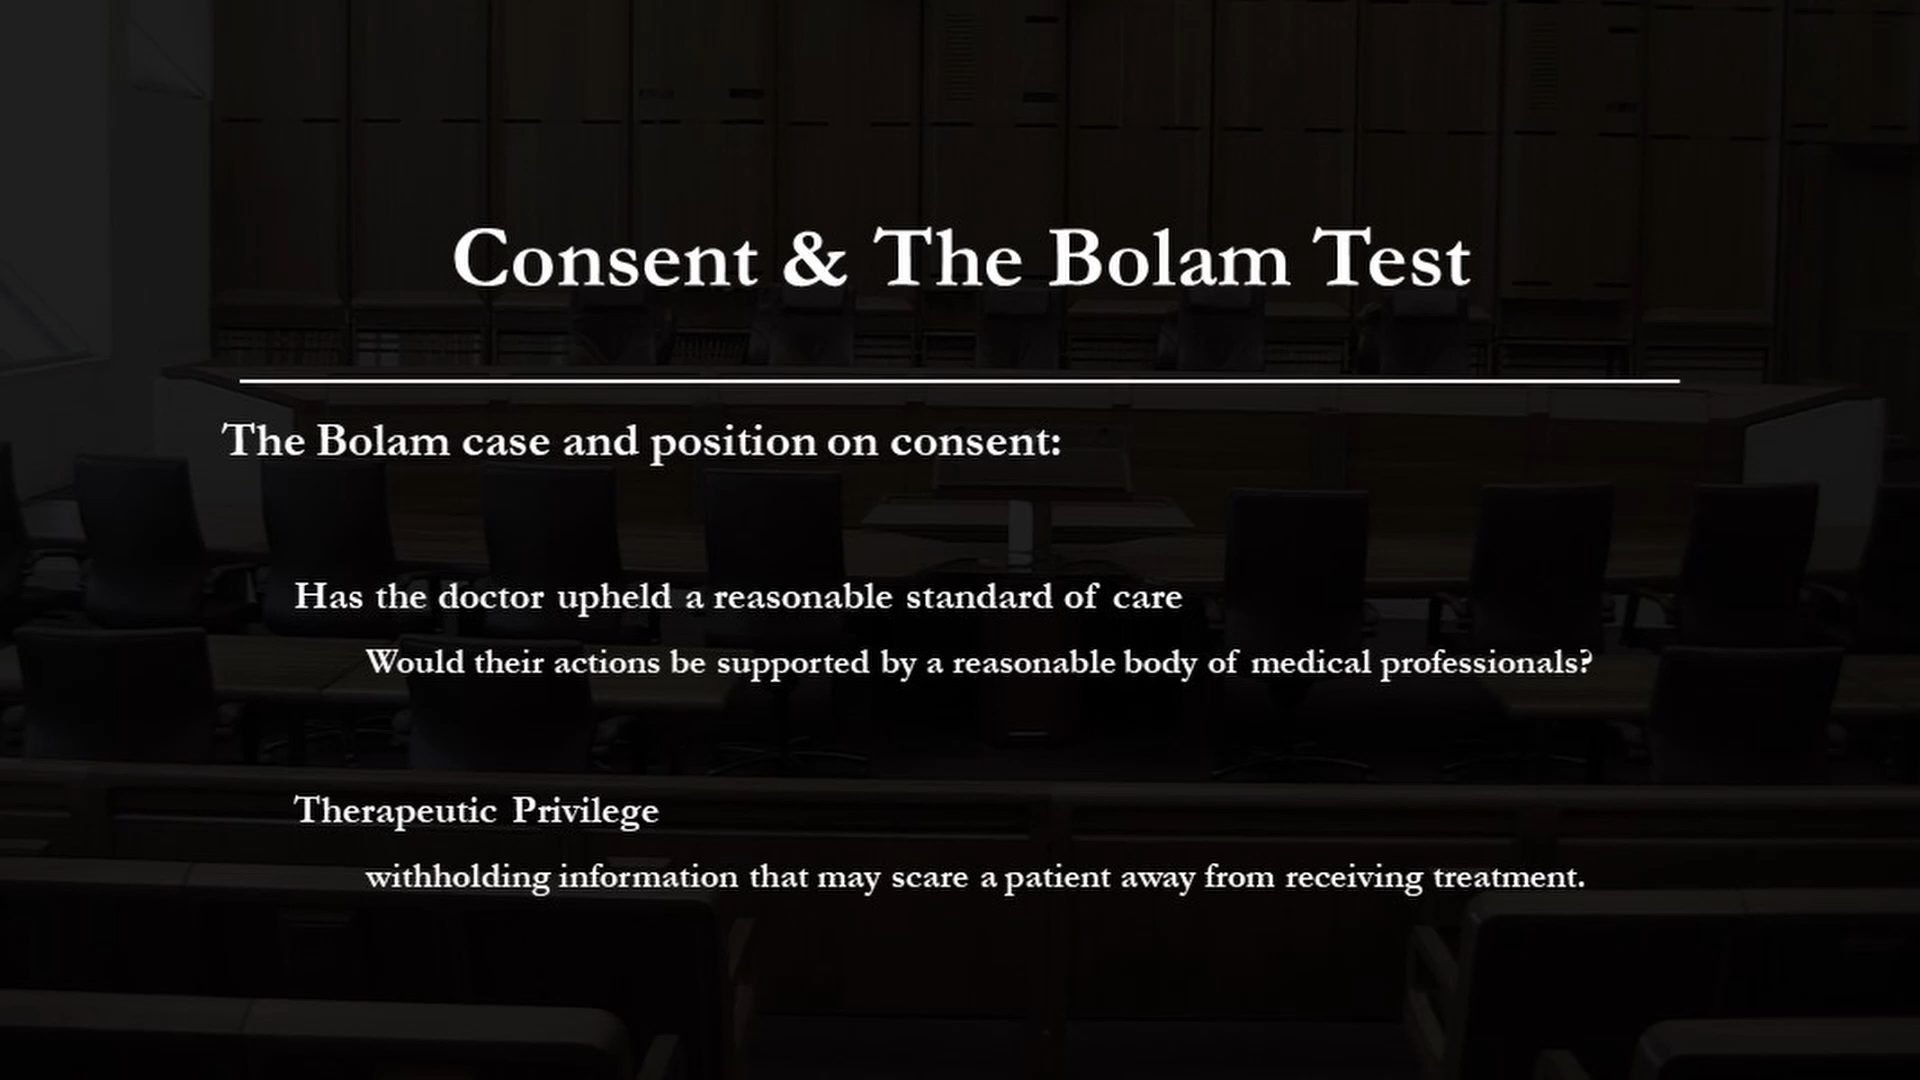 Consent & The Bolam Test
The Bolam case and position on consent:
Has the doctor upheld a reasonable standard of care
Would their actions be supported by a reasonable body of medical professionals?
Therapeutic Privilege
withholding information that may scare a patient away from receiving treatment.